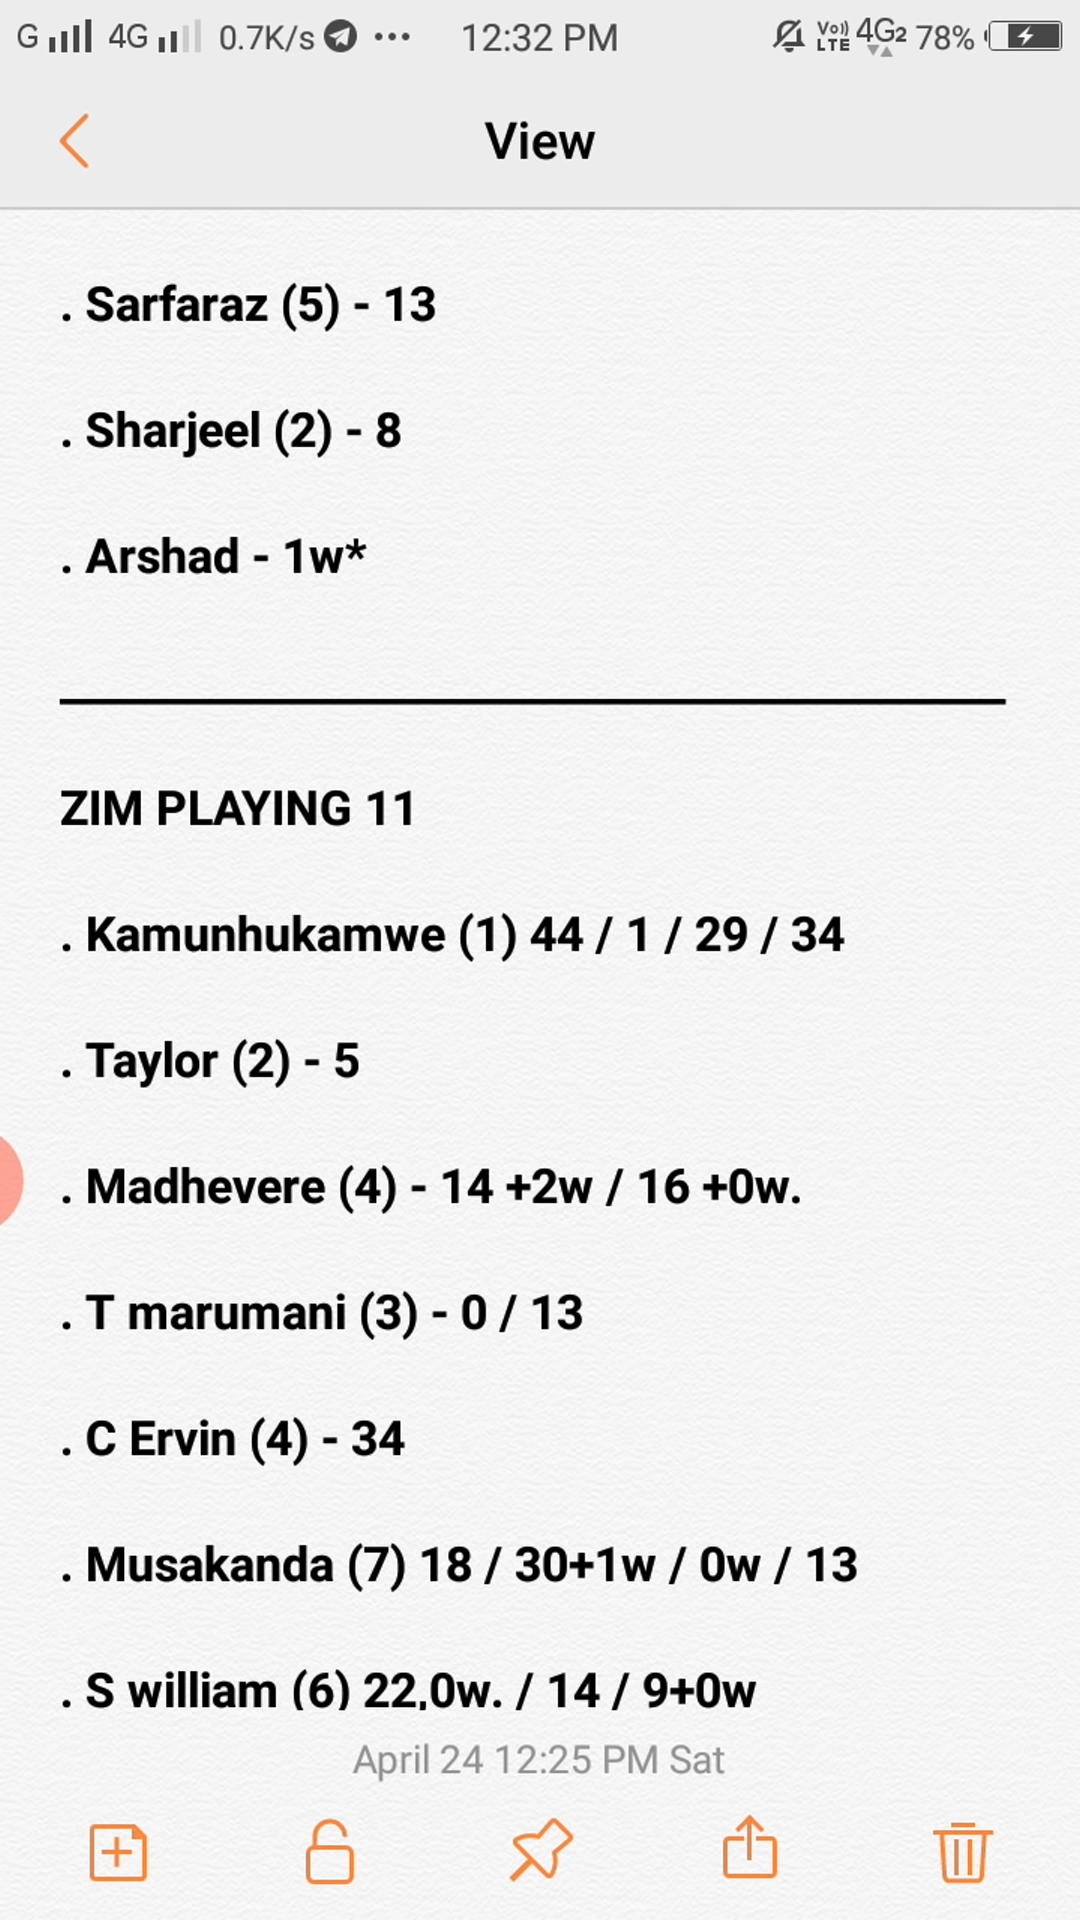 G 4G 0.7K/s ... 12:32 PM Vo)) LTE 4G2 78%
View
. Sarfaraz (5) - 13
. Sharjeel (2) - 8
. Arshad - 1w*
ZIM PLAYING 11
. Kamunhukamwe (1) 44 / 1 / 29 / 34
. Taylor (2) - 5
. Madhevere (4) - 14 +2w / 16 +0w.
. T marumani (3) - 0 / 13
. C Ervin (4) - 34
. Musakanda (7) 18 / 30+1w / 0w / 13
. S william (6) 22,0w. / 14 / 9+0w
April 24 12:25 PM Sat